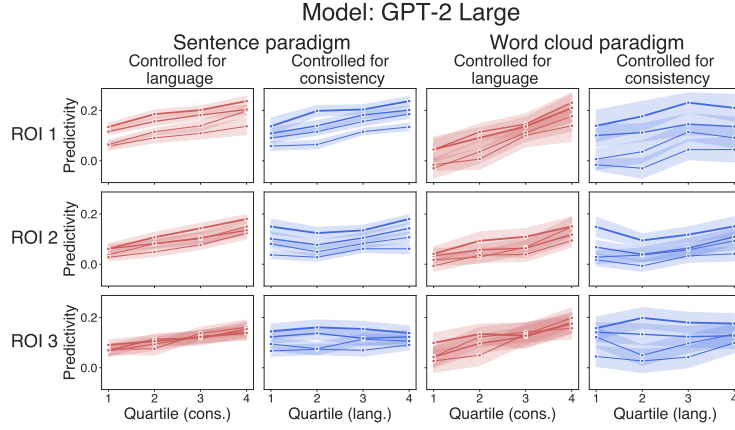 Model: GPT-2 Large
Sentence paradigm
Word cloud paradigm
Controlled for
language
Controlled for
consistency
Controlled for
language
Controlled for
consistency
ROI 1
Predictivity
0.2
0.0
Predictivity
ROI 2
Predictivity
0.2
0.0
Predictivity
ROI 3
Predictivity
0.2
0.0
Predictivity
1 2 3 4
1 2 3 4
1 2 3 4
1 2 3 4
Quartile (cons.)
Quartile (lang.)
Quartile (cons.)
Quartile (lang.)